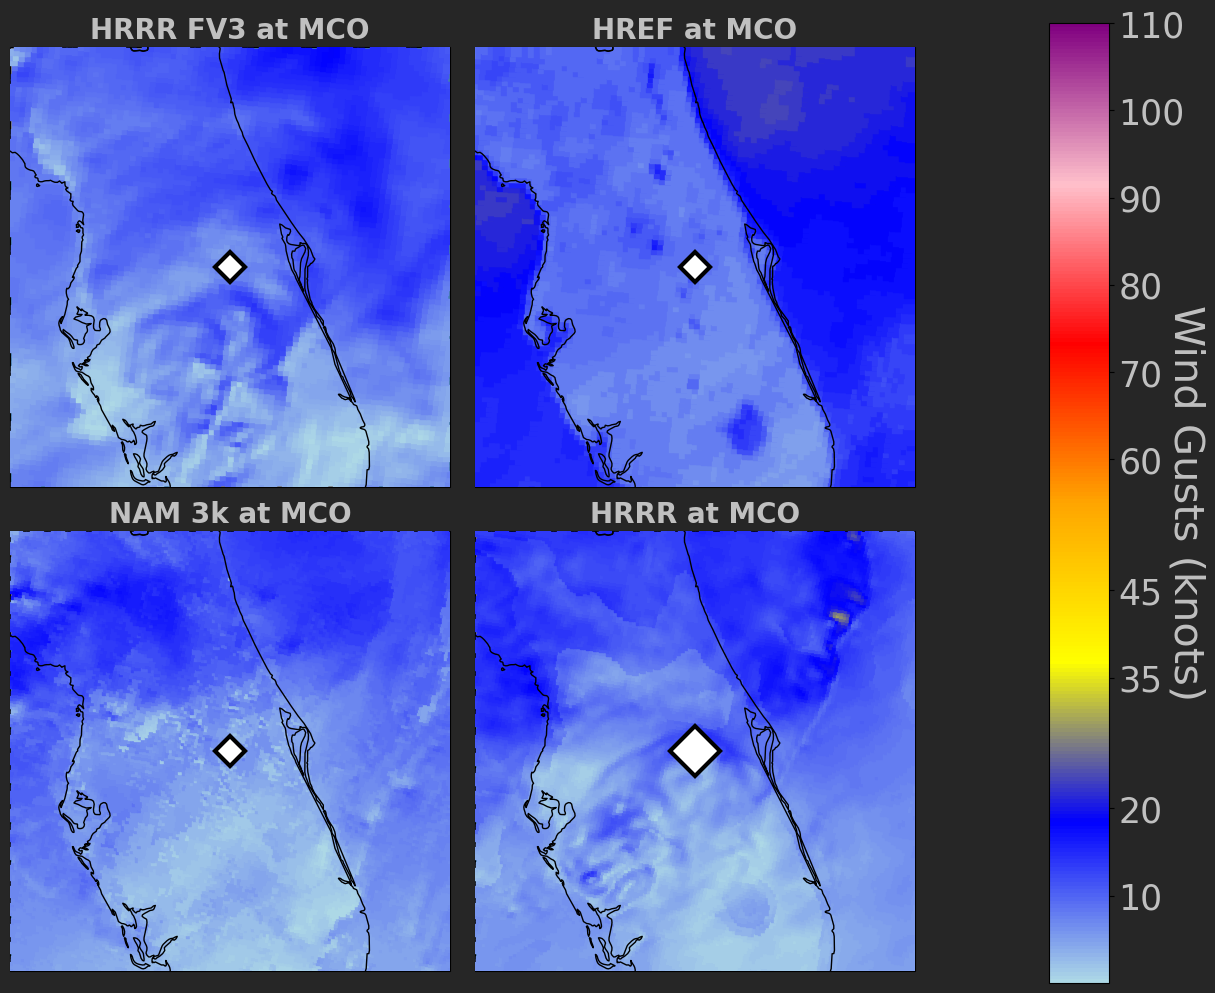 HRRR FV3 at MCO
HREF at MCO
NAM 3k at MCO
HRRR at MCO
110
100
90
80
70
60
45
35
20
10
Wind Gusts (knots)